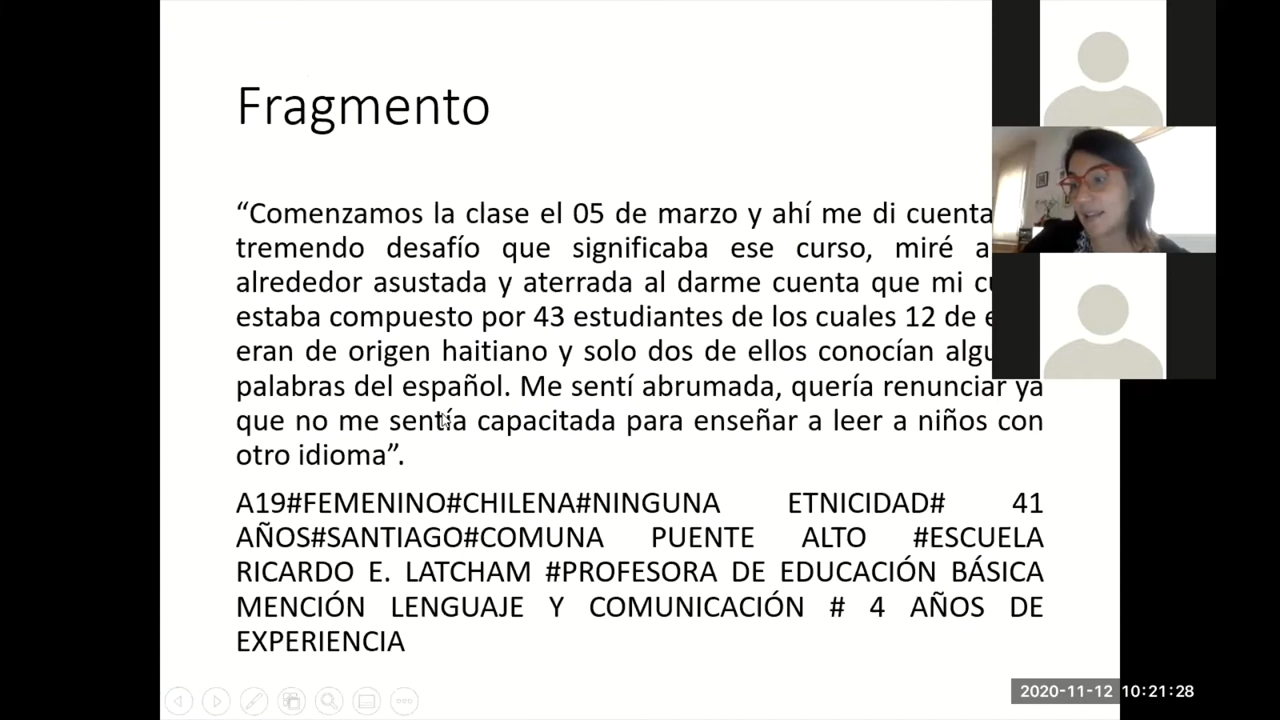 Fragmento
“Comenzamos la clase el 05 de marzo y ahí me di cuenta
tremendo desafío que significaba ese curso, miré a
alrededor asustada y aterrada al darme cuenta que mi
estaba compuesto por 43 estudiantes de los cuales 12 de
eran de origen haitiano y solo dos de ellos conocían
palabras del español. Me sentí abrumada, quería renunciar ya
que no me sentía capacitada para enseñar a leer a niños con
otro idioma”.
A19#FEMENINO#CHILENA#NINGUNA ETNICIDAD# 41
AÑOS#SANTIAGO#COMUNA PUENTE ALTO #ESCUELA
RICARDO E. LATCHAM #PROFESORA DE EDUCACIÓN BÁSICA
MENCIÓN LENGUAJE Y COMUNICACIÓN # 4 AÑOS DE
EXPERIENCIA
2020-11-12 10:21:28